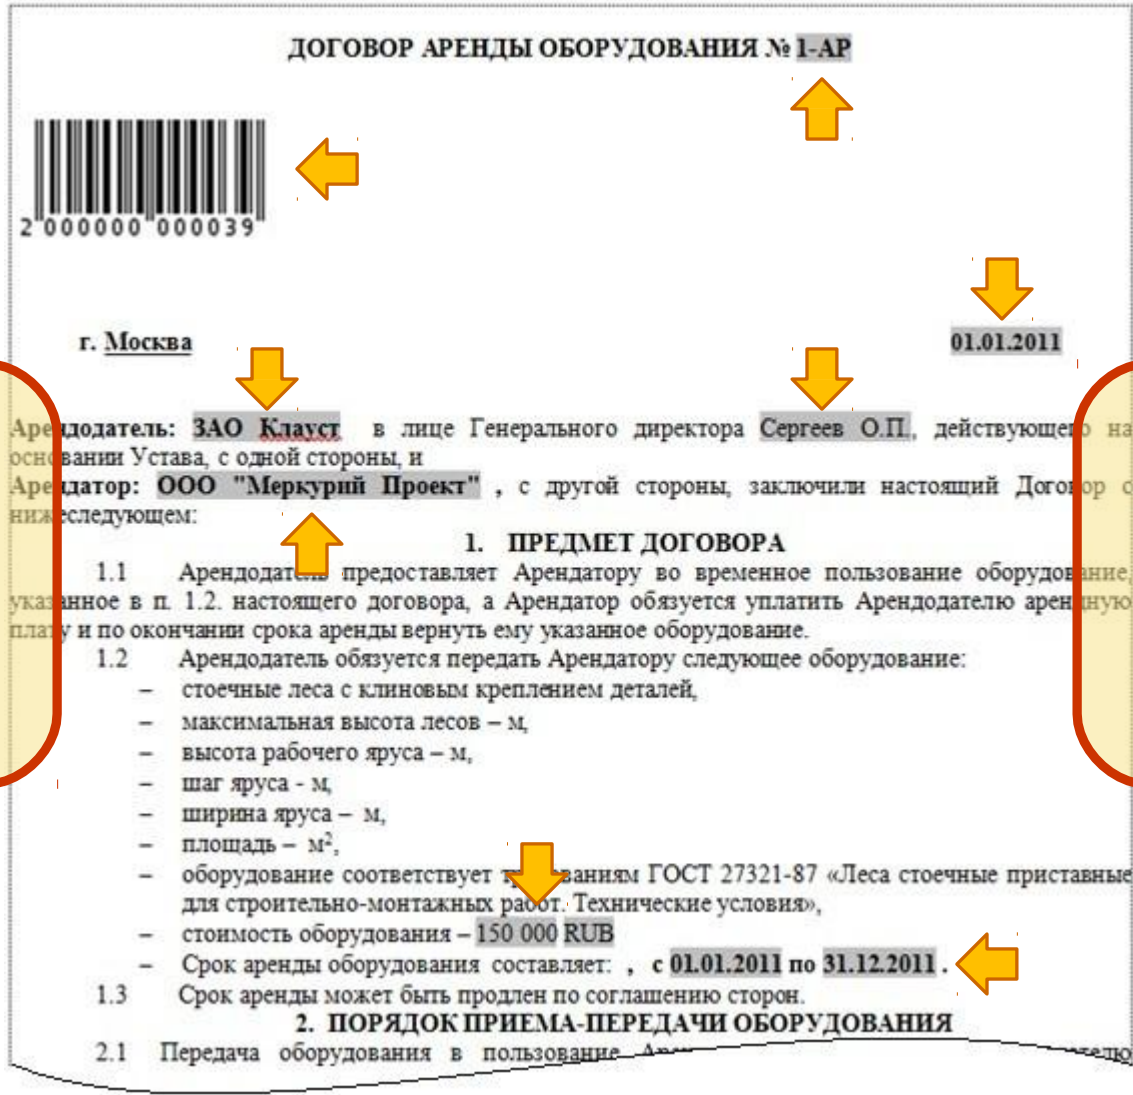 ДОГОВОР АРЕНДЫ ОБОРУДОВАНИЯ № 1-АР
2 000000 000039
г. Москва 01.01.2011
Арендодатель: ЗАО Клауст в лице Генерального директора Сергеев О.П., действующего на
основании Устава, с одной стороны, и
Арендатор: ООО "Меркурий Проект" , с другой стороны, заключили настоящий Договор с
нижеследующем:
1. ПРЕДМЕТ ДОГОВОРА
1.1 Арендодатель предоставляет Арендатору во временное пользование оборудование,
указанное в п. 1.2. настоящего договора, а Арендатор обязуется уплатить Арендодателю арендную
плату и по окончании срока аренды вернуть ему указанное оборудование.
1.2 Арендодатель обязуется передать Арендатору следующее оборудование:
– стоечные леса с клиновым креплением деталей,
– максимальная высота лесов – м,
– высота рабочего яруса – м,
– шаг яруса - м,
– ширина яруса – м,
– площадь – м²,
– оборудование соответствует требованиям ГОСТ 27321-87 «Леса стоечные приставные
для строительно-монтажных работ. Технические условия»,
– стоимость оборудования – 150 000 RUB
– Срок аренды оборудования составляет: , с 01.01.2011 по 31.12.2011 .
1.3 Срок аренды может быть продлен по соглашению сторон.
2. ПОРЯДОК ПРИЕМА-ПЕРЕДАЧИ ОБОРУДОВАНИЯ
2.1 Передача оборудования в пользование